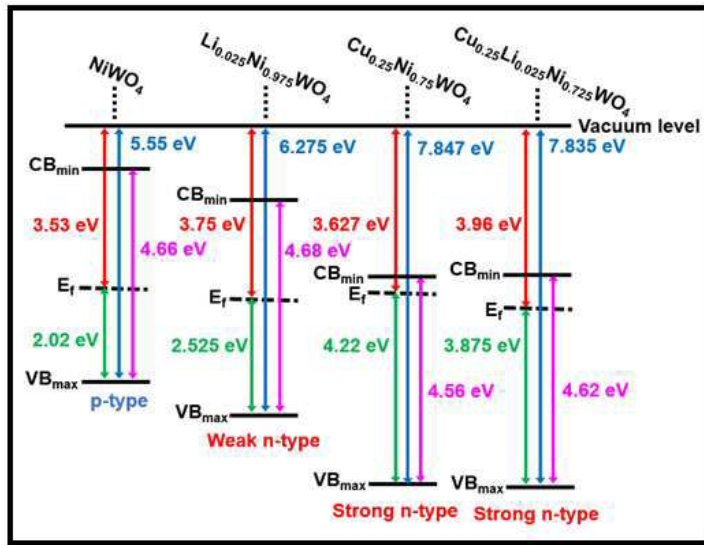 NiWO4
Li0.025Ni0.975WO4
Cu0.25Ni0.75WO4
Cu0.25Li0.025Ni0.725WO4
Vacuum level
5.55 eV
6.275 eV
7.847 eV
7.835 eV
CBmin
CBmin
3.53 eV
3.75 eV
3.627 eV
3.96 eV
4.66 eV
4.68 eV
CBmin
CBmin
Ef
Ef
Ef
Ef
2.02 eV
2.525 eV
4.22 eV
3.875 eV
VBmax
p-type
4.56 eV
4.62 eV
VBmax
Weak n-type
VBmax
VBmax
Strong n-type
Strong n-type